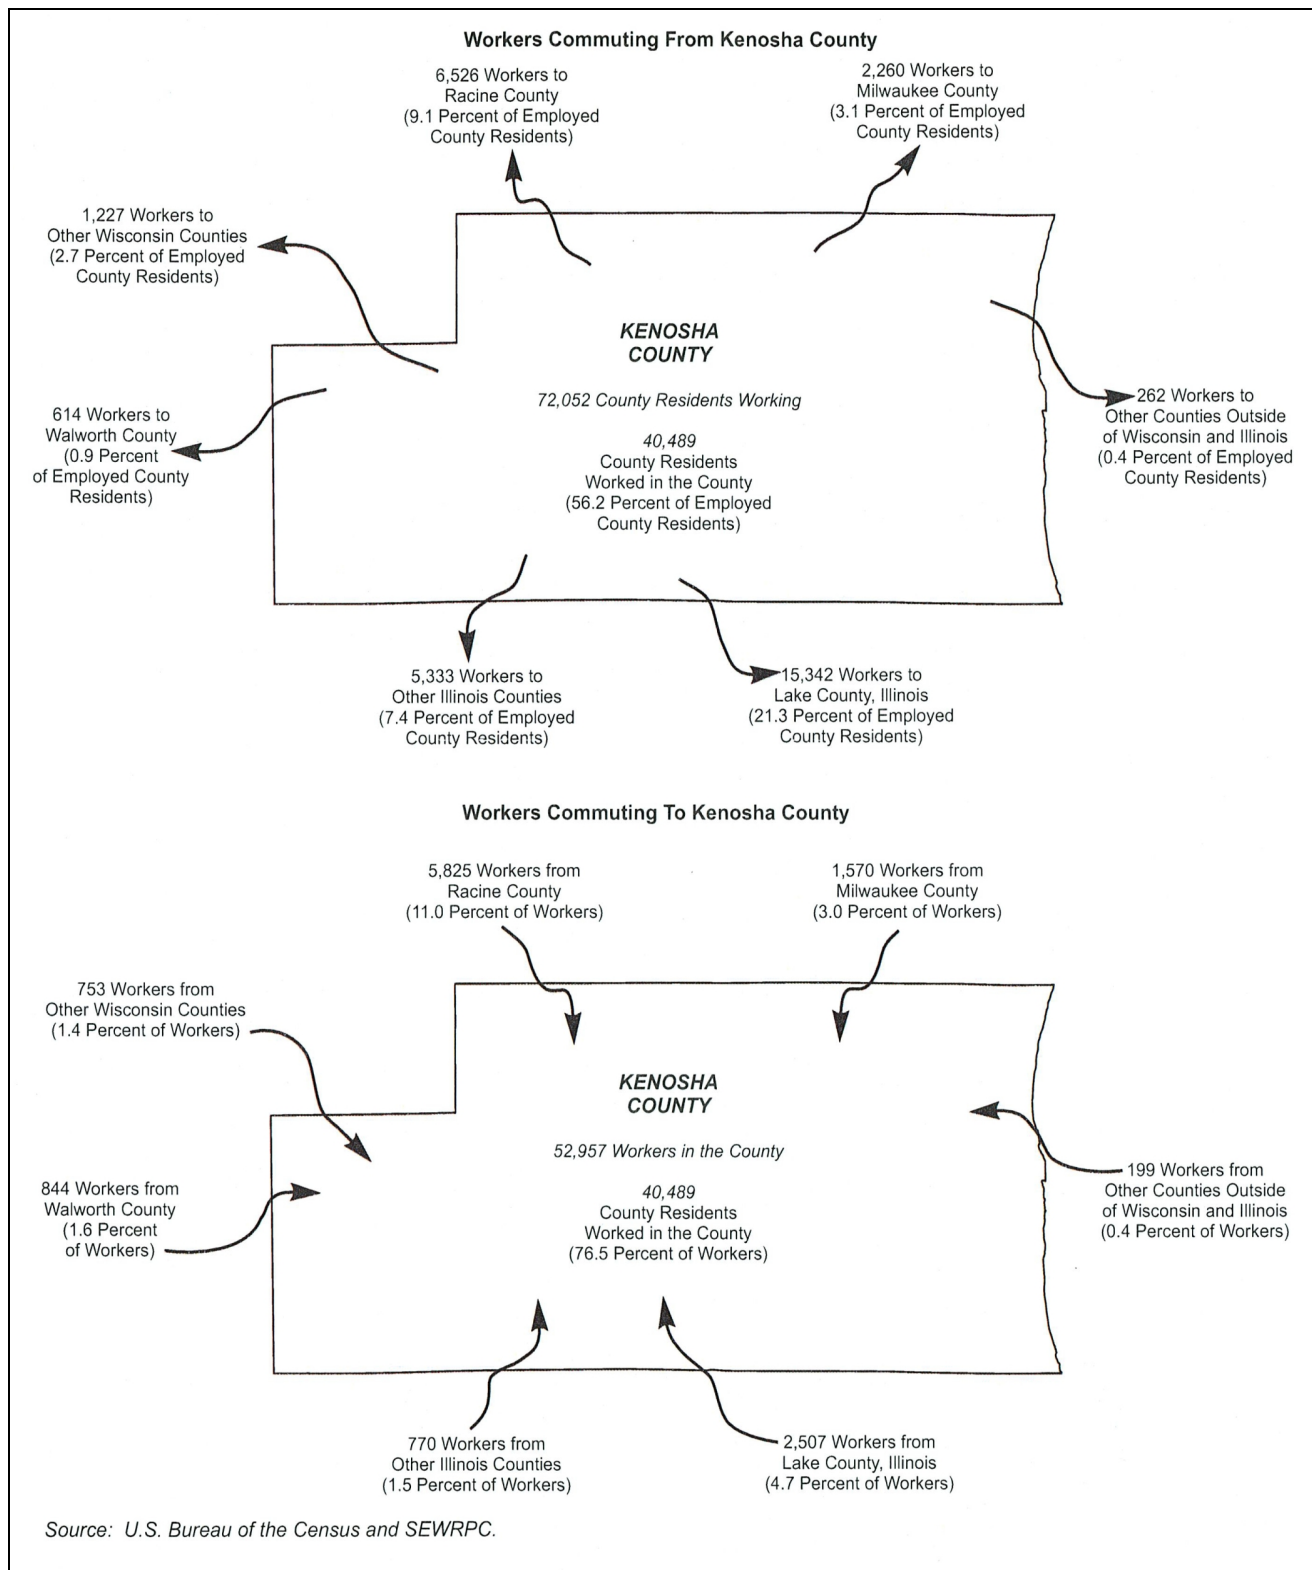 Workers Commuting From Kenosha County
6,526 Workers to
Racine County
(9.1 Percent of Employed
County Residents)
2,260 Workers to
Milwaukee County
(3.1 Percent of Employed
County Residents)
1,227 Workers to
Other Wisconsin Counties
(2.7 Percent of Employed
County Residents)
614 Workers to
Walworth County
(0.9 Percent
of Employed County
Residents)
KENOSHA
COUNTY
72,052 County Residents Working
40,489
County Residents
Worked in the County
(56.2 Percent of Employed
County Residents)
262 Workers to
Other Counties Outside
of Wisconsin and Illinois
(0.4 Percent of Employed
County Residents)
5,333 Workers to
Other Illinois Counties
(7.4 Percent of Employed
County Residents)
15,342 Workers to
Lake County, Illinois
(21.3 Percent of Employed
County Residents)
Workers Commuting To Kenosha County
5,825 Workers from
Racine County
(11.0 Percent of Workers)
1,570 Workers from
Milwaukee County
(3.0 Percent of Workers)
753 Workers from
Other Wisconsin Counties
(1.4 Percent of Workers)
844 Workers from
Walworth County
(1.6 Percent
of Workers)
KENOSHA
COUNTY
52,957 Workers in the County
40,489
County Residents
Worked in the County
(76.5 Percent of Workers)
199 Workers from
Other Counties Outside
of Wisconsin and Illinois
(0.4 Percent of Workers)
770 Workers from
Other Illinois Counties
(1.5 Percent of Workers)
2,507 Workers from
Lake County, Illinois
(4.7 Percent of Workers)
Source: U.S. Bureau of the Census and SEWRPC.